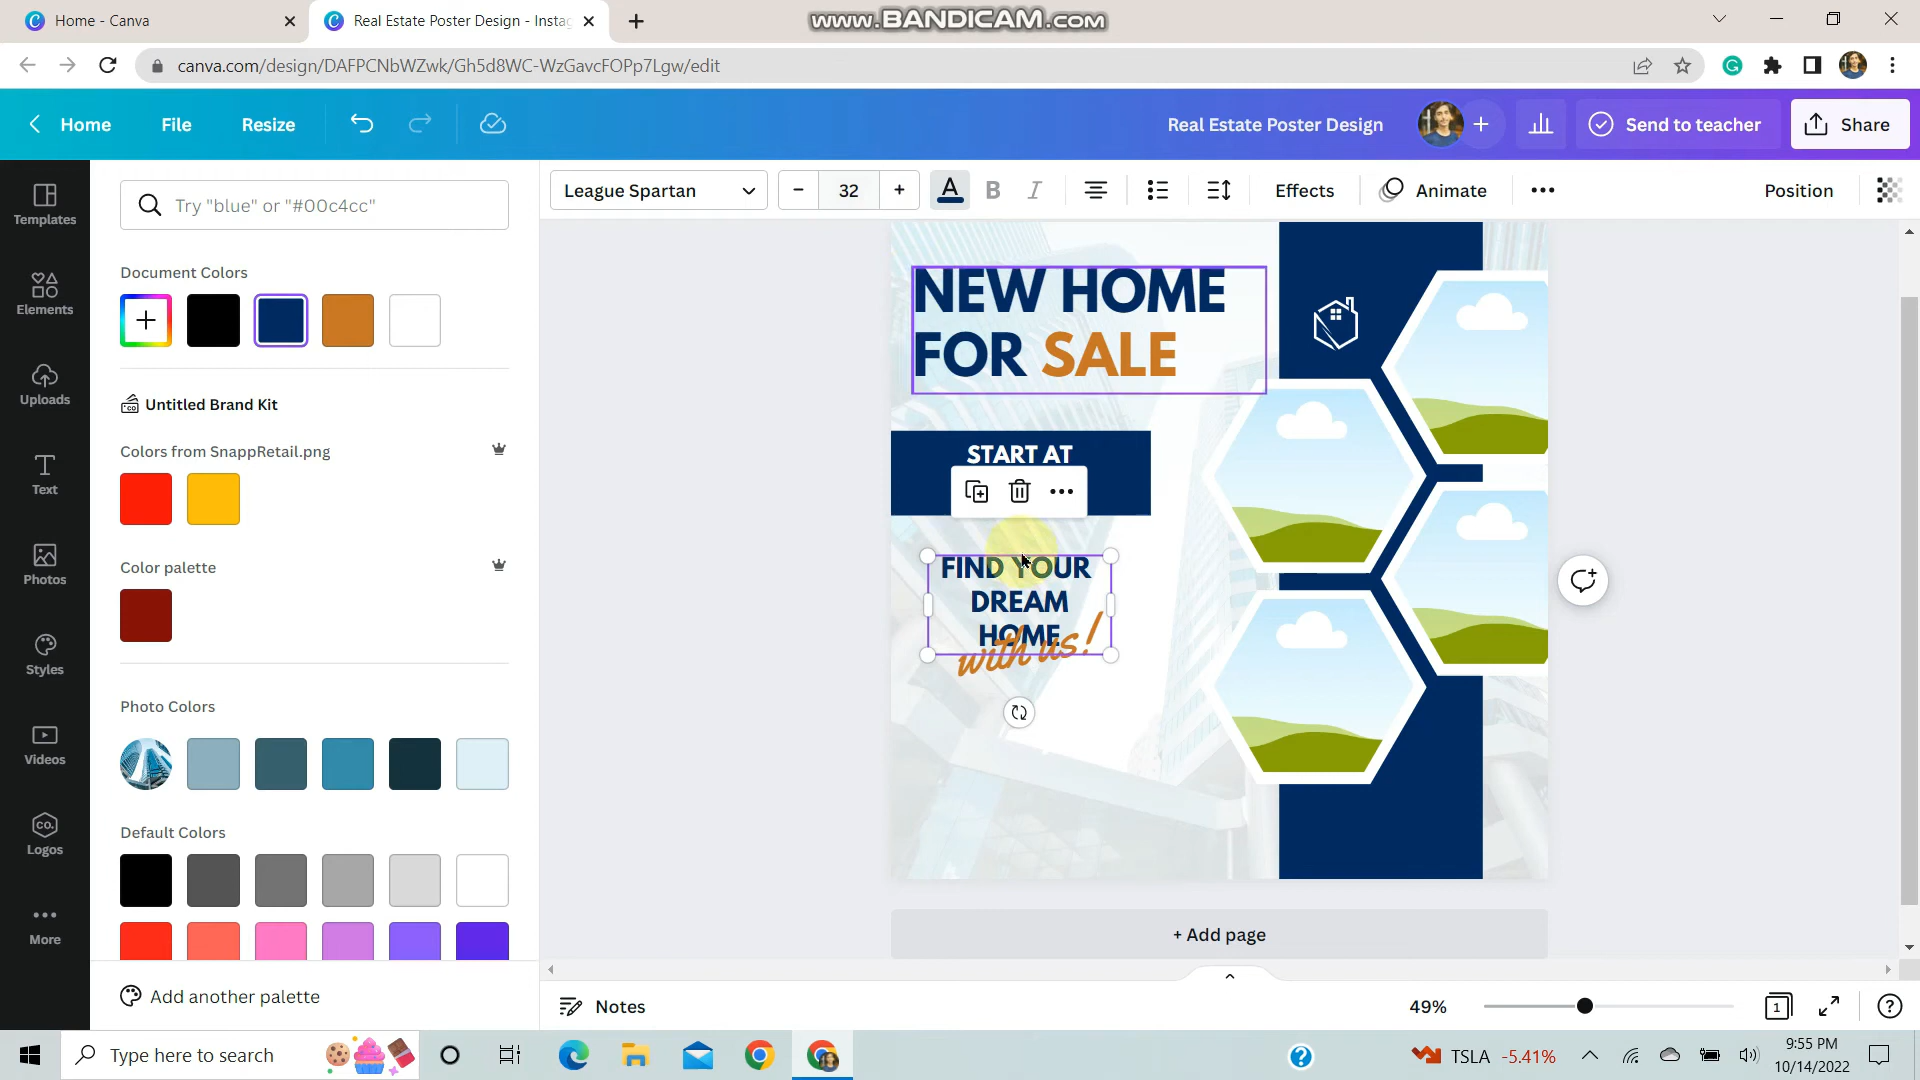 Home - Canva
Real Estate Poster Design - Insta
www.BANDICAM.com
canva.com/design/DAFPCNbWZwk/Gh5d8WC-WzGavcFOPp7Lgw/edit
Home
File
Resize
Real Estate Poster Design
Send to teacher
Share
Templates
Elements
Uploads
Text
Photos
Styles
Videos
CO.
Logos
More
Try "blue" or "#00c4cc"
Document Colors
Untitled Brand Kit
Colors from SnappRetail.png
Color palette
Photo Colors
Default Colors
Add another palette
League Spartan
32
A
B
I
Effects
Animate
Position
NEW HOME
FOR SALE
START AT
FIND YOUR
DREAM
HOME
with us!
+ Add page
Notes
49%
1
Type here to search
TSLA -5.41%
9:55 PM
10/14/2022